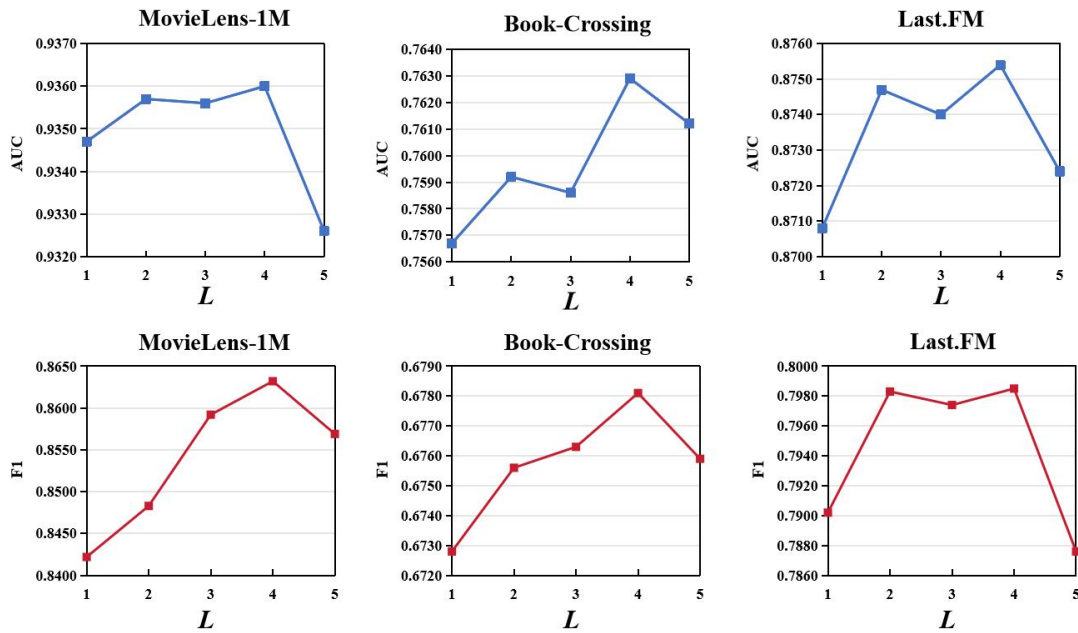 MovieLens-1M
0.9370
0.9360
0.9350
0.9340
0.9330
0.9320
AUC
1 2 3 4 5
L
Book-Crossing
0.7640
0.7630
0.7620
0.7610
0.7600
0.7590
0.7580
0.7570
0.7560
AUC
1 2 3 4 5
L
Last.FM
0.8760
0.8750
0.8740
0.8730
0.8720
0.8710
0.8700
AUC
1 2 3 4 5
L
MovieLens-1M
0.8650
0.8600
0.8550
0.8500
0.8450
0.8400
F1
1 2 3 4 5
L
Book-Crossing
0.6790
0.6780
0.6770
0.6760
0.6750
0.6740
0.6730
0.6720
F1
1 2 3 4 5
L
Last.FM
0.8000
0.7980
0.7960
0.7940
0.7920
0.7900
0.7880
0.7860
F1
1 2 3 4 5
L